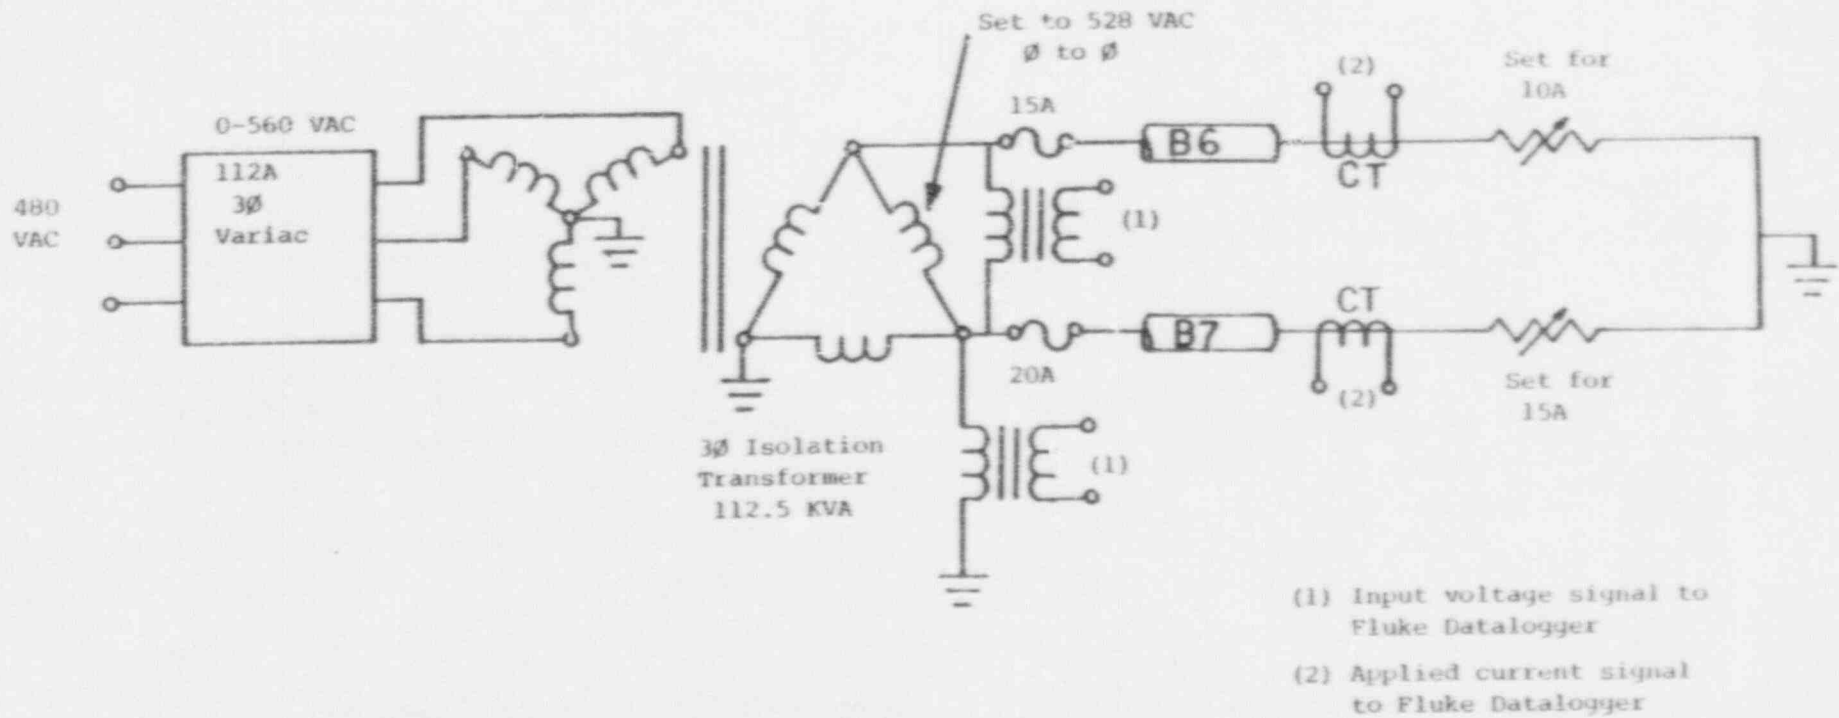 Set to 528 VAC
Ø to Ø
(2)
Set for
10A
15A
0-560 VAC
B6
CT
112A
3Ø
Variac
480
VAC
(1)
CT
B7
20A
(2)
Set for
15A
3Ø Isolation
Transformer
112.5 KVA
(1)
(1) Input voltage signal to
Fluke Datalogger
(2) Applied current signal
to Fluke Datalogger